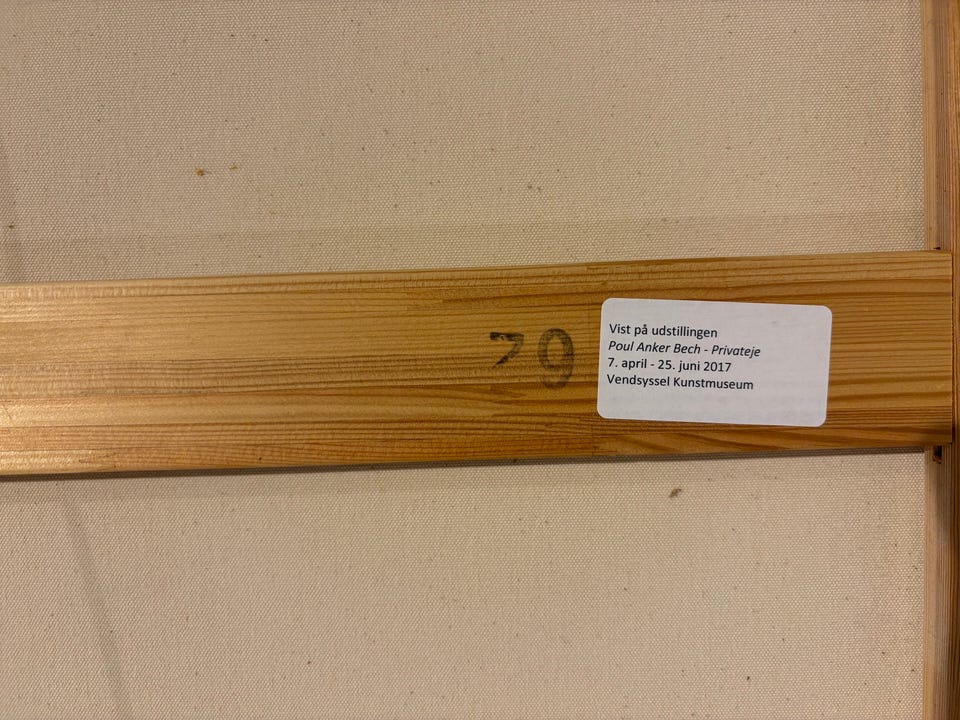 79
Vist på udstillingen
Poul Anker Bech - Privateje
7. april - 25. juni 2017
Vendsyssel Kunstmuseum